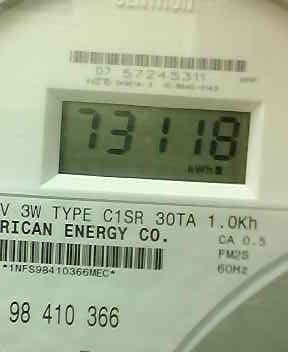 CENTRON
07 57245311
73118
kWh
V 3W TYPE C1SR 30TA 1.0Kh
RICAN ENERGY CO.
CA 0.5
FM2S
*1NFS98410366MEC*
60Hz
98 410 366